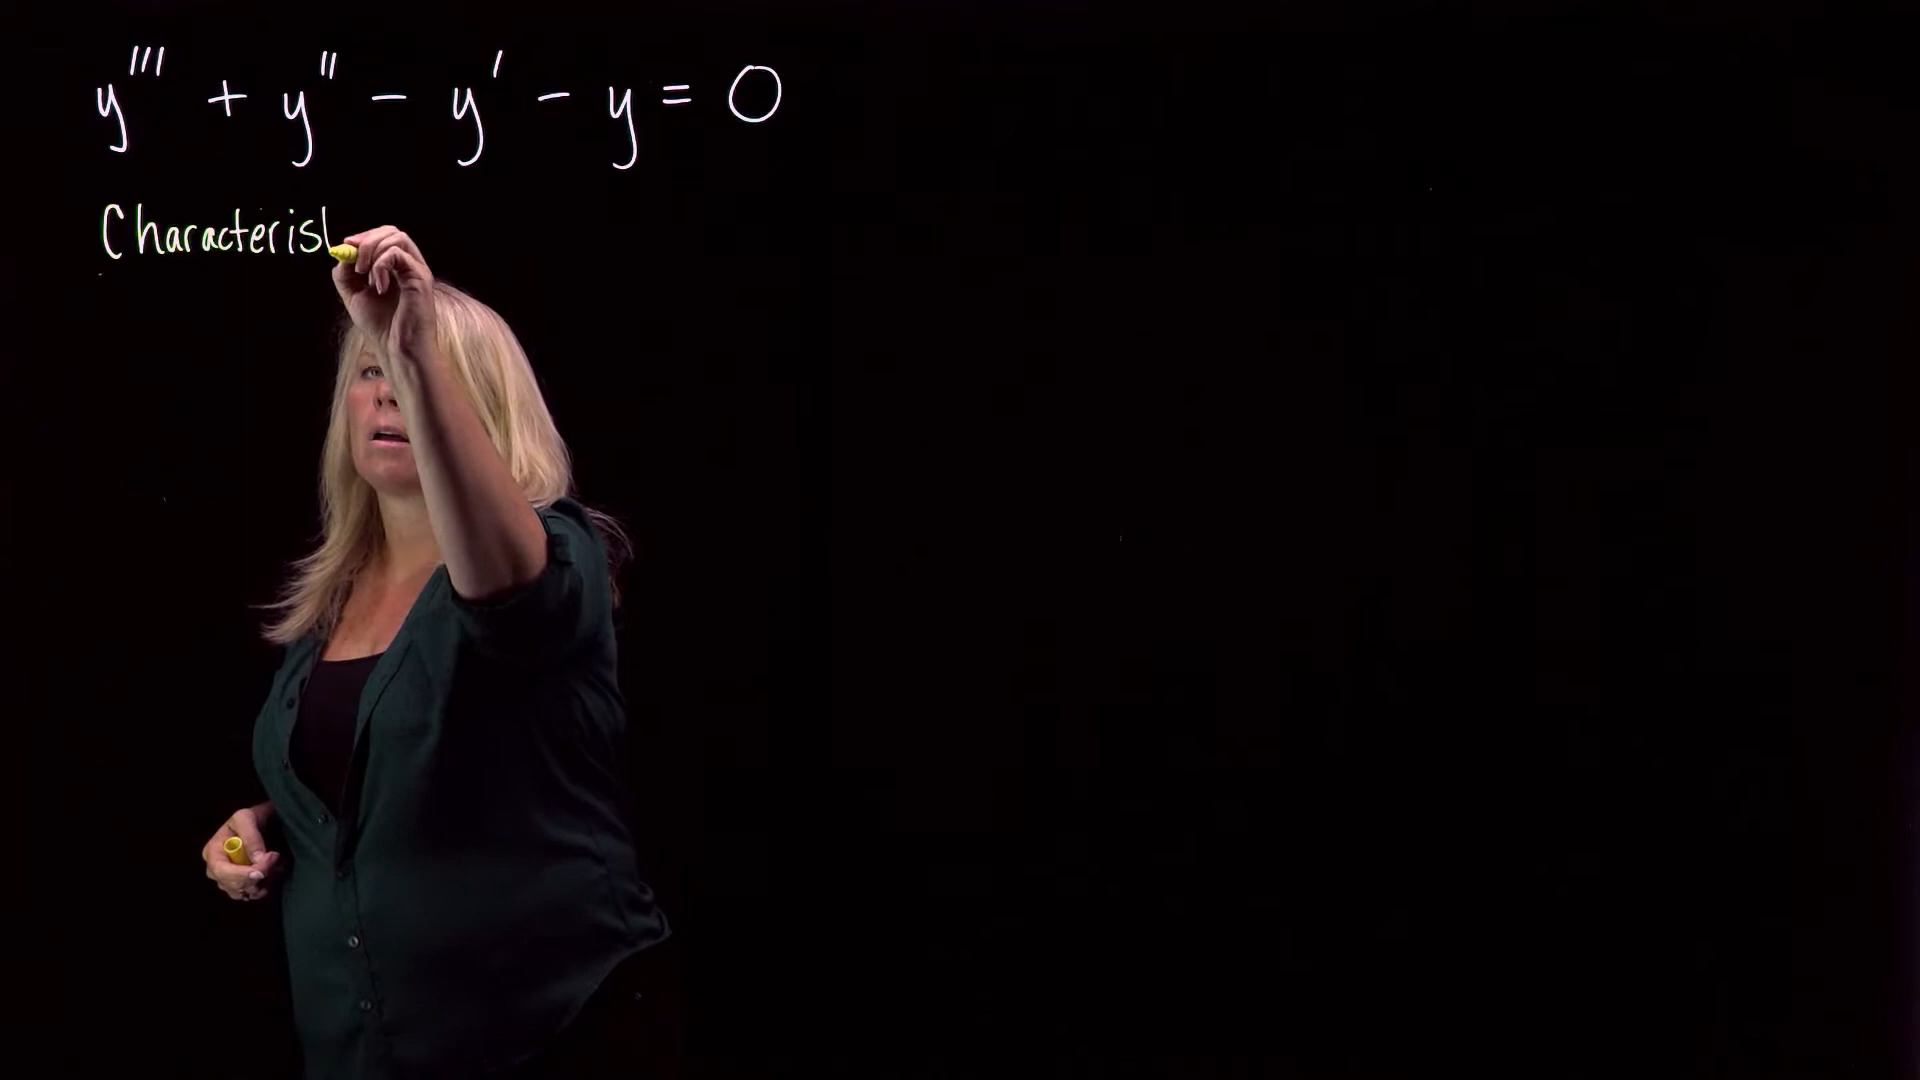 y''' + y'' - y' - y = 0
Characterist